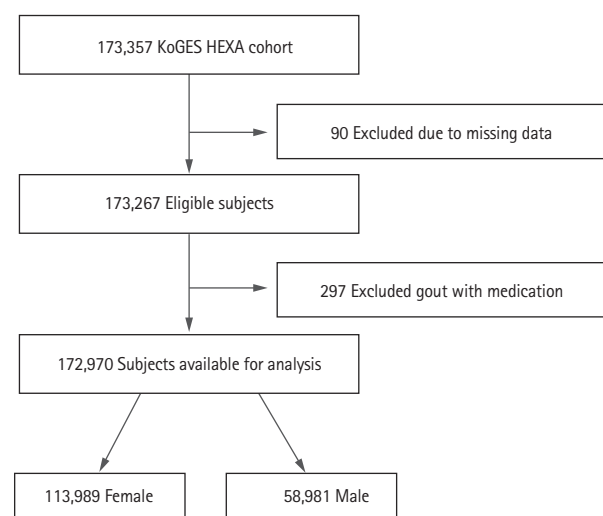 173,357 KoGES HEXA cohort
90 Excluded due to missing data
173,267 Eligible subjects
297 Excluded gout with medication
172,970 Subjects available for analysis
113,989 Female
58,981 Male